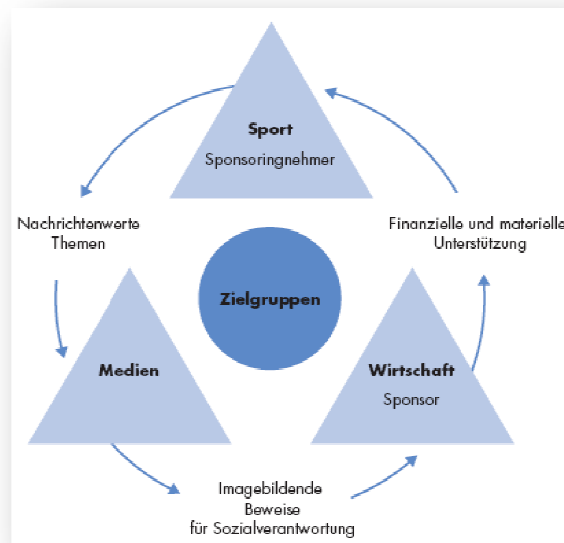 Sport
Sponsoringnehmer
Nachrichtenwerte
Themen
Finanzielle und materielle
Unterstützung
Zielgruppen
Medien
Wirtschaft
Sponsor
Imagebildende
Beweise
für Sozialverantwortung